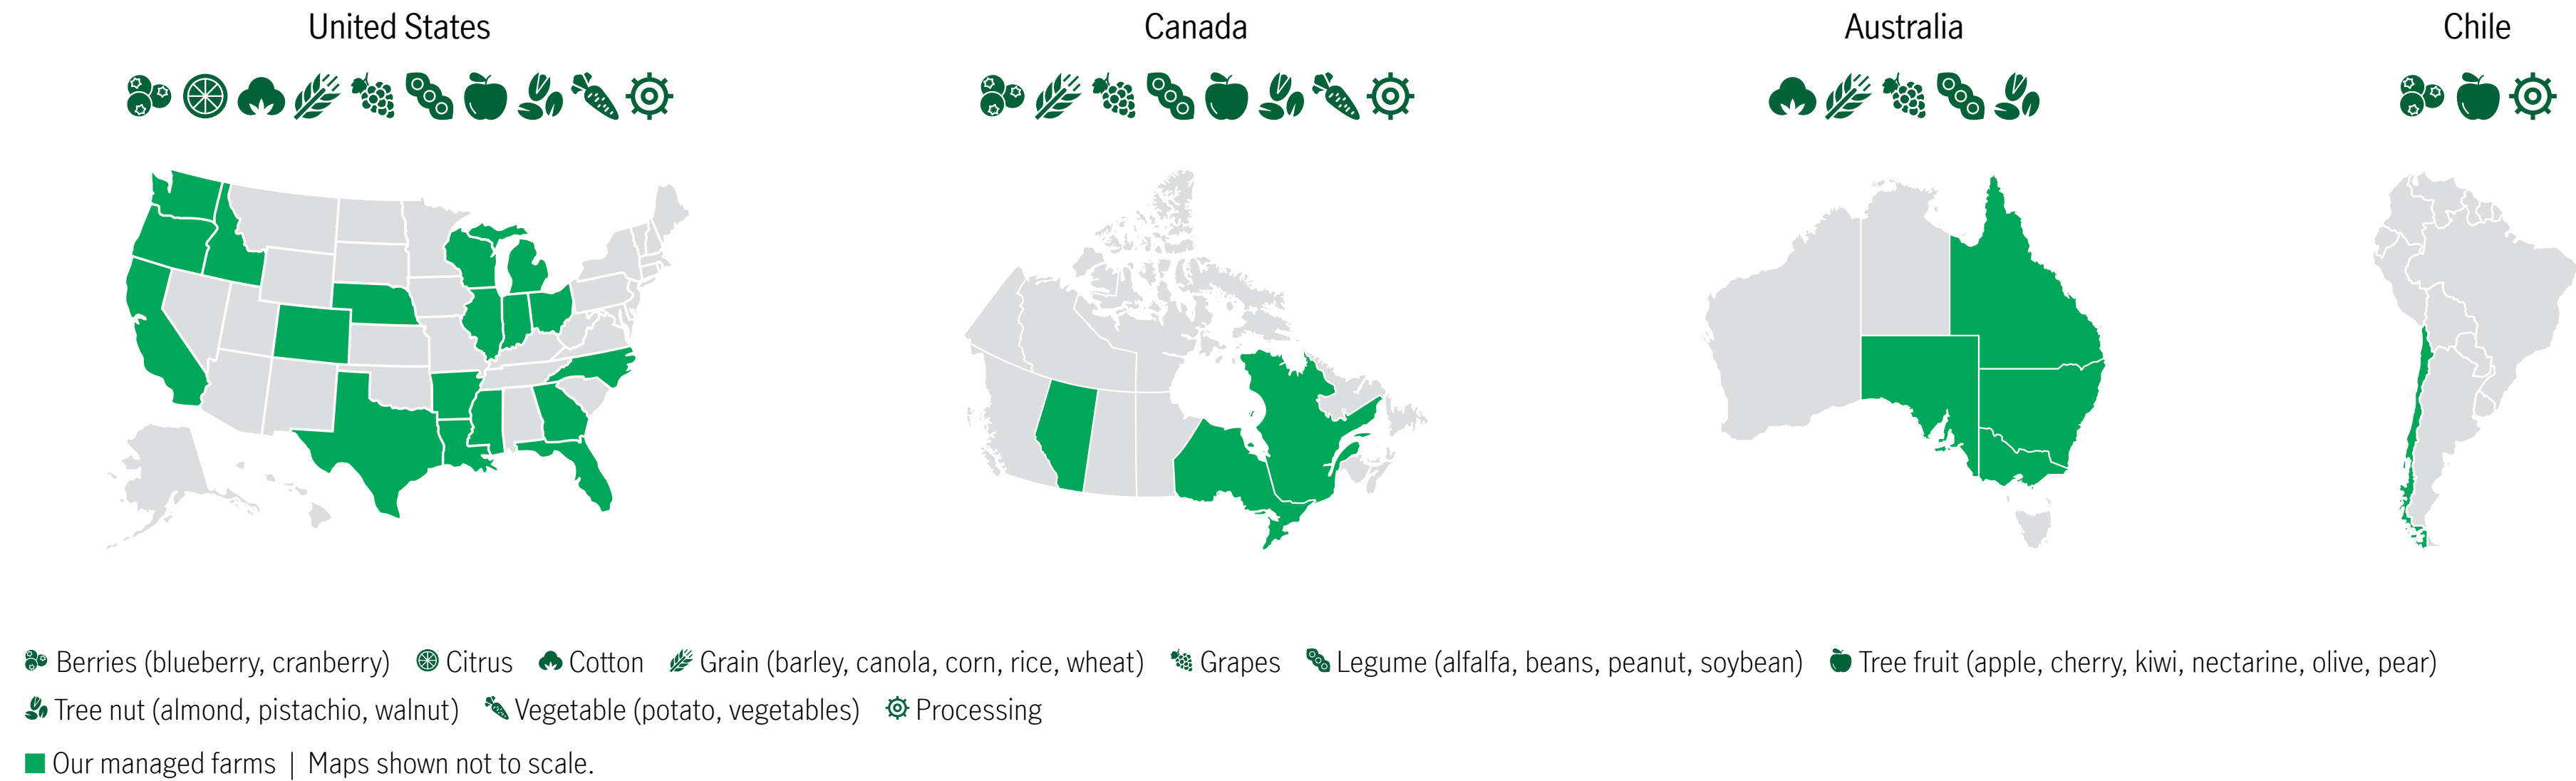 United States
Canada
Australia
Chile
Berries (blueberry, cranberry) Citrus Cotton Grain (barley, canola, corn, rice, wheat) Grapes Legume (alfalfa, beans, peanut, soybean) Tree fruit (apple, cherry, kiwi, nectarine, olive, pear)
Tree nut (almond, pistachio, walnut) Vegetable (potato, vegetables) Processing
Our managed farms | Maps shown not to scale.